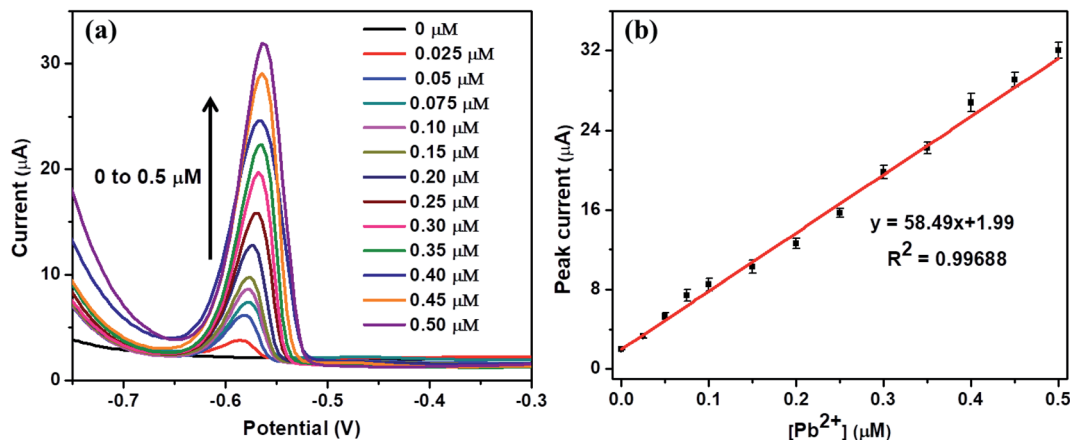 (a)
0 μM
0.025 μM
0.05 μM
0.075 μM
0.10 μM
0.15 μM
0.20 μM
0.25 μM
0.30 μM
0.35 μM
0.40 μM
0.45 μM
0.50 μM
0 to 0.5 μM
Current (μA)
30
20
10
0
-0.7
-0.6
-0.5
-0.4
-0.3
Potential (V)
(b)
y = 58.49x+1.99
R² = 0.99688
Peak current (μA)
32
24
16
8
0
0.0
0.1
0.2
0.3
0.4
0.5
[Pb²⁺] (μM)